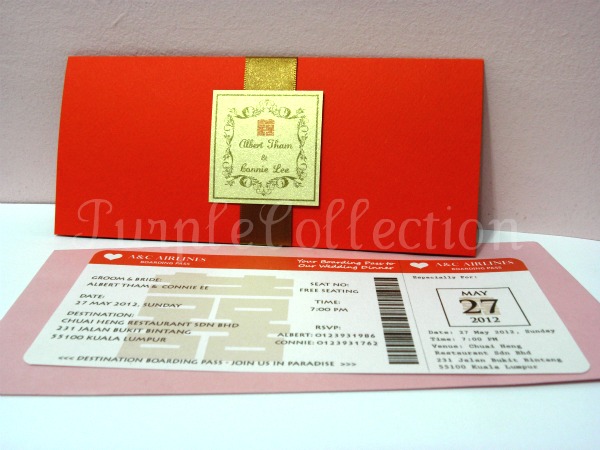 囍
Albert Tham
&
Connie Lee
PurpleCollection
A&C AIRLINES
BOARDING PASS
Your Boarding Pass to
Our Wedding Dinner
A&C AIRLINES
BOARDING PASS
GROOM & BRIDE:
ALBERT THAM & CONNIE EE
DATE:
27 MAY 2012, SUNDAY
DESTINATION:
CHUAI HENG RESTAURANT SDN BHD
231 JALAN BUKIT BINTANG
55100 KUALA LUMPUR
SEAT NO:
FREE SEATING
TIME:
7:00 PM
RSVP:
ALBERT: 0123931986
CONNIE: 0123931762
<<< DESTINATION BOARDING PASS - JOIN US IN PARADISE >>>
囍
Especially For:
MAY
27
2012
Date: 27 May 2012, Sunday
Time: 7:00 PM
Venue: Chuai Heng
Restaurant Sdn Bhd
231 Jalan Bukit Bintang
55100 Kuala Lumpur